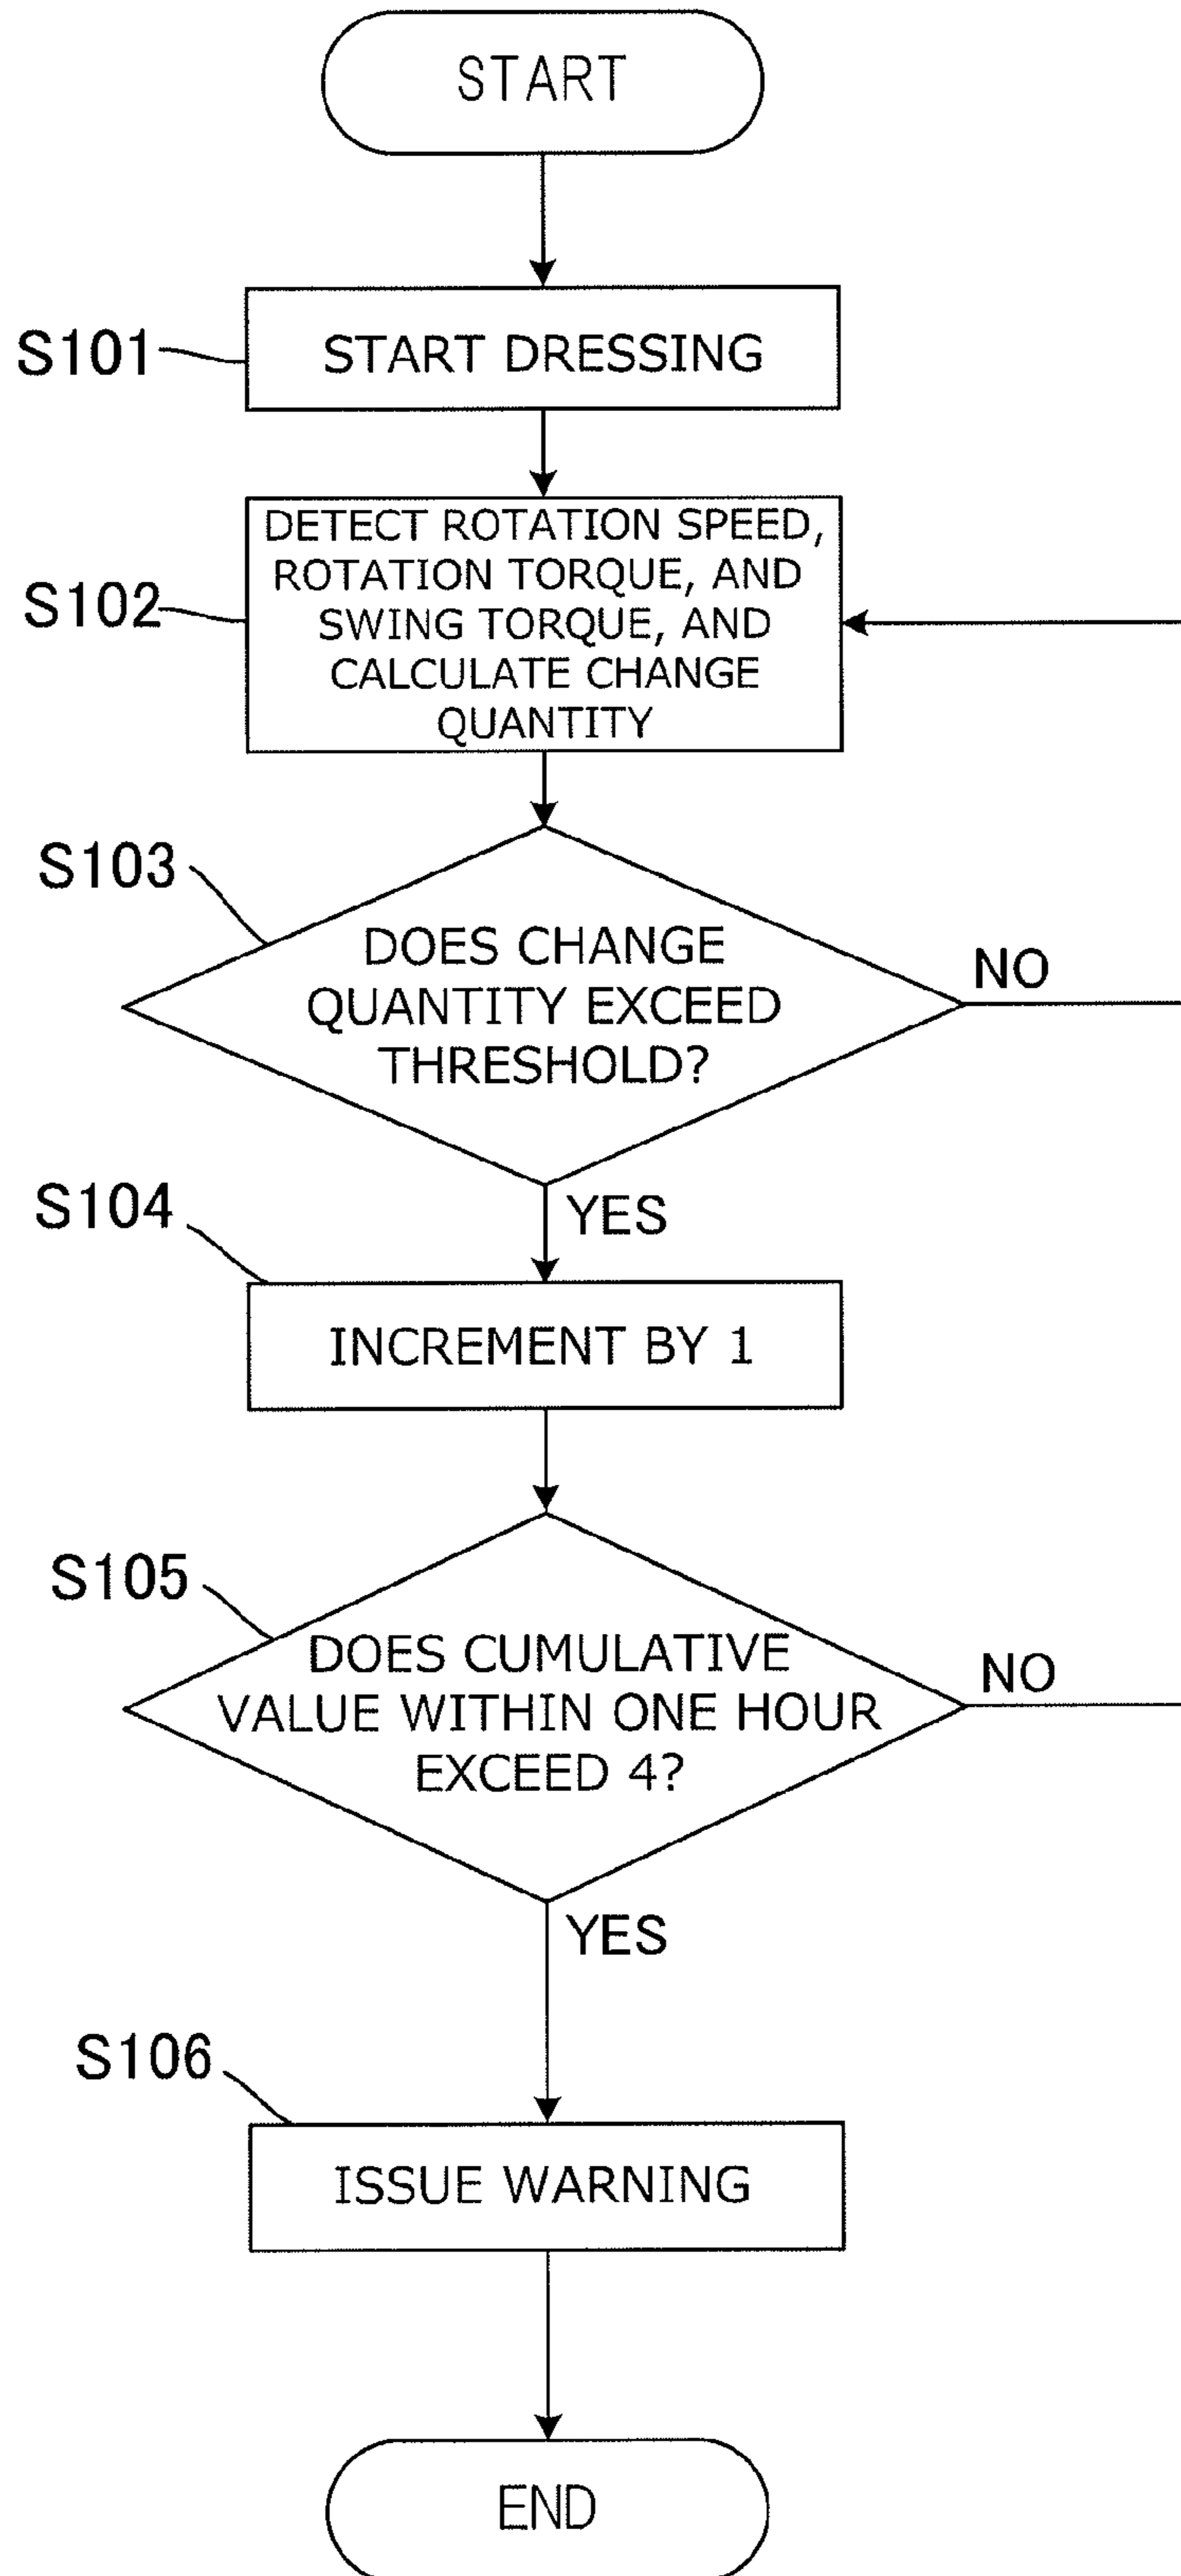 START
S101
START DRESSING
S102
DETECT ROTATION SPEED,
ROTATION TORQUE, AND
SWING TORQUE, AND
CALCULATE CHANGE
QUANTITY
S103
DOES CHANGE
QUANTITY EXCEED
THRESHOLD?
NO
YES
S104
INCREMENT BY 1
S105
DOES CUMULATIVE
VALUE WITHIN ONE HOUR
EXCEED 4?
NO
YES
S106
ISSUE WARNING
END